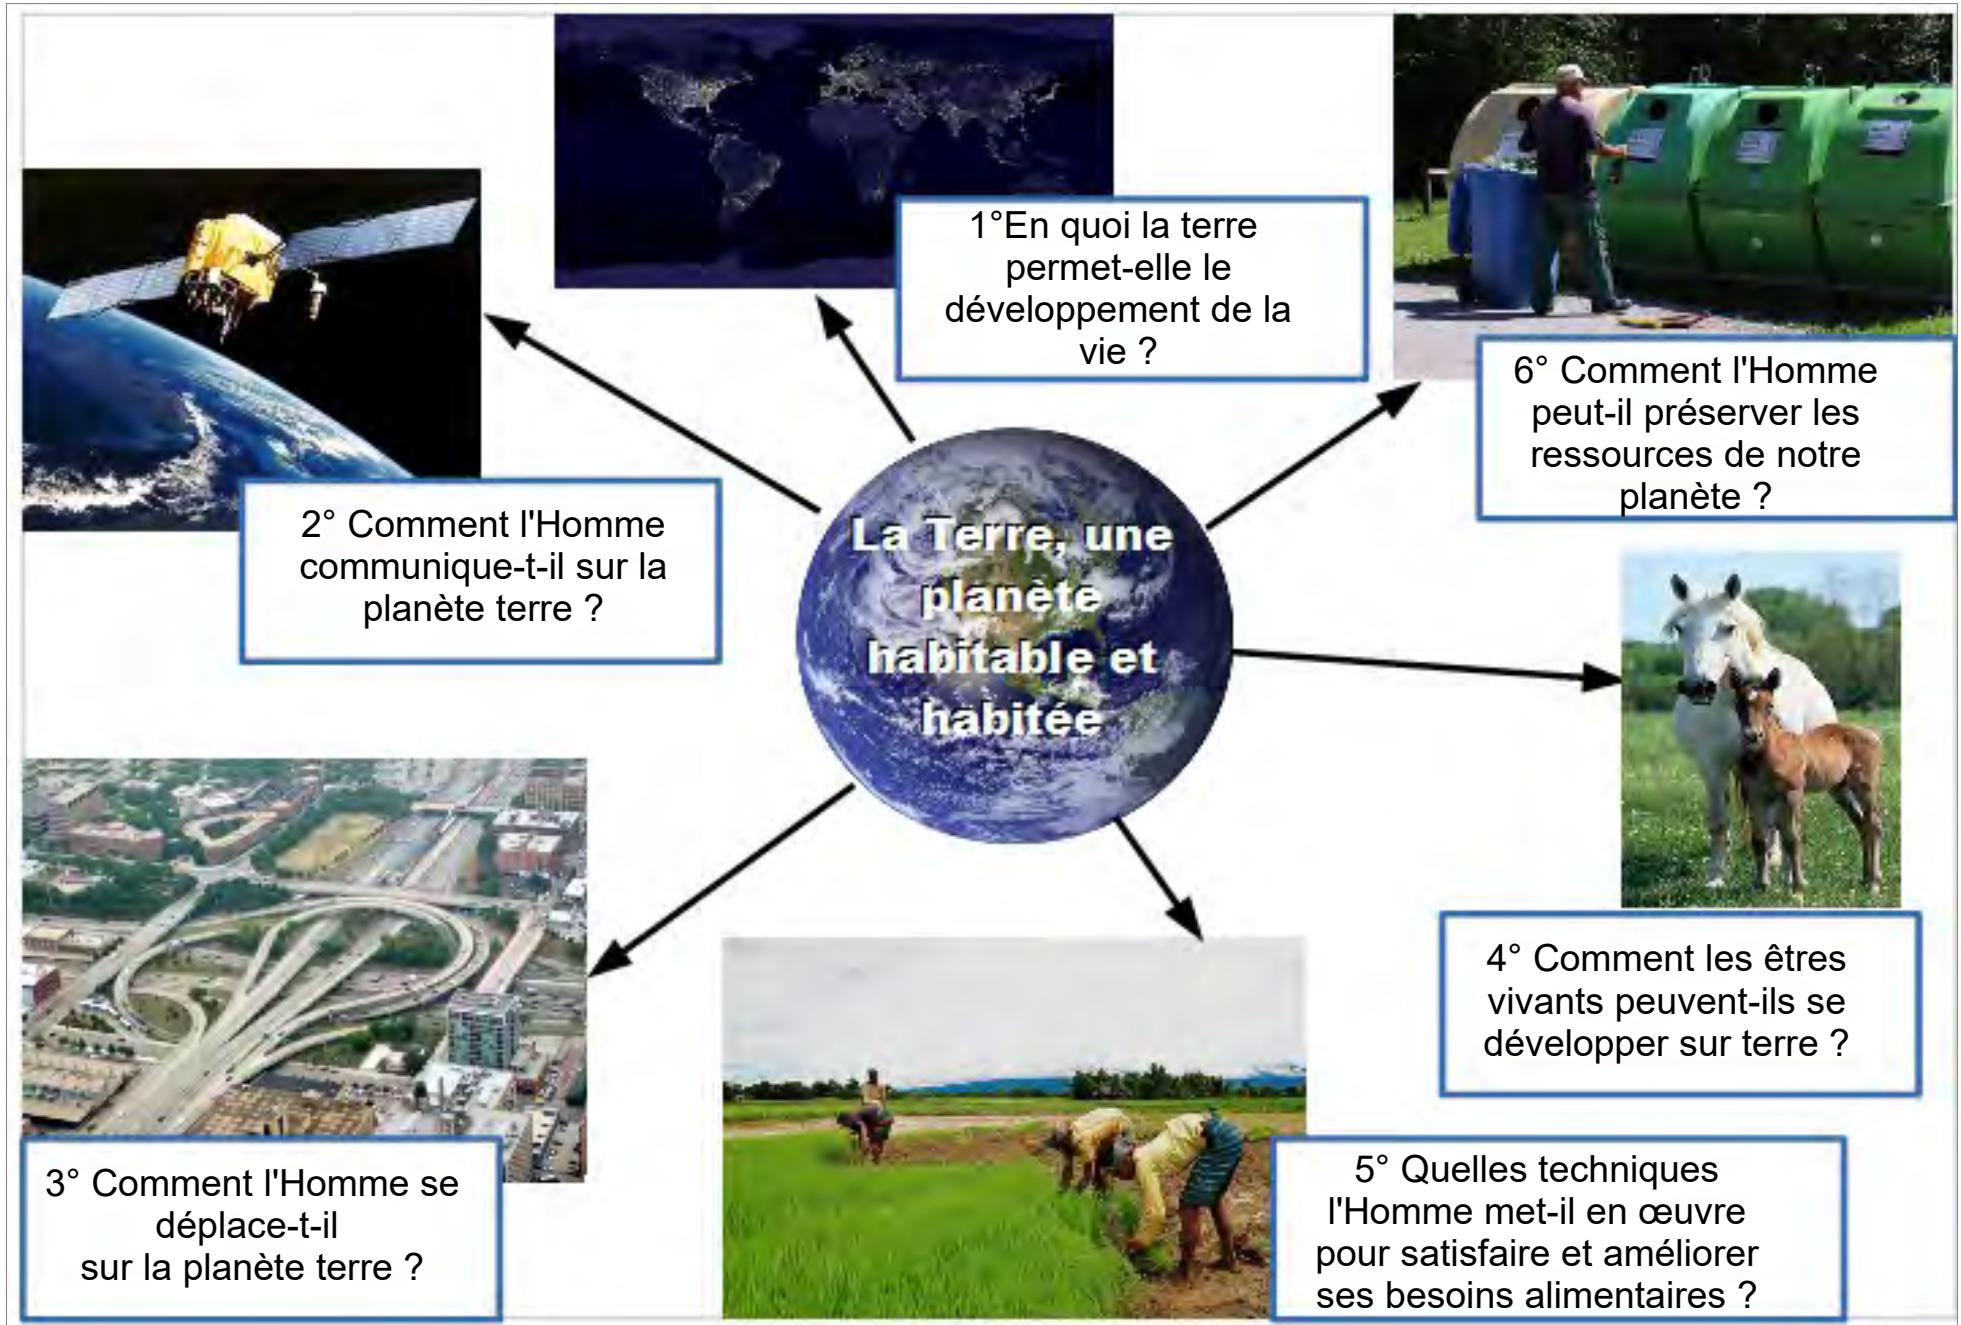 La Terre, une
planète
habitable et
habitée
1°En quoi la terre
permet-elle le
développement de la
vie ?
2° Comment l'Homme
communique-t-il sur la
planète terre ?
3° Comment l'Homme se
déplace-t-il
sur la planète terre ?
4° Comment les êtres
vivants peuvent-ils se
développer sur terre ?
5° Quelles techniques
l'Homme met-il en œuvre
pour satisfaire et améliorer
ses besoins alimentaires ?
6° Comment l'Homme
peut-il préserver les
ressources de notre
planète ?